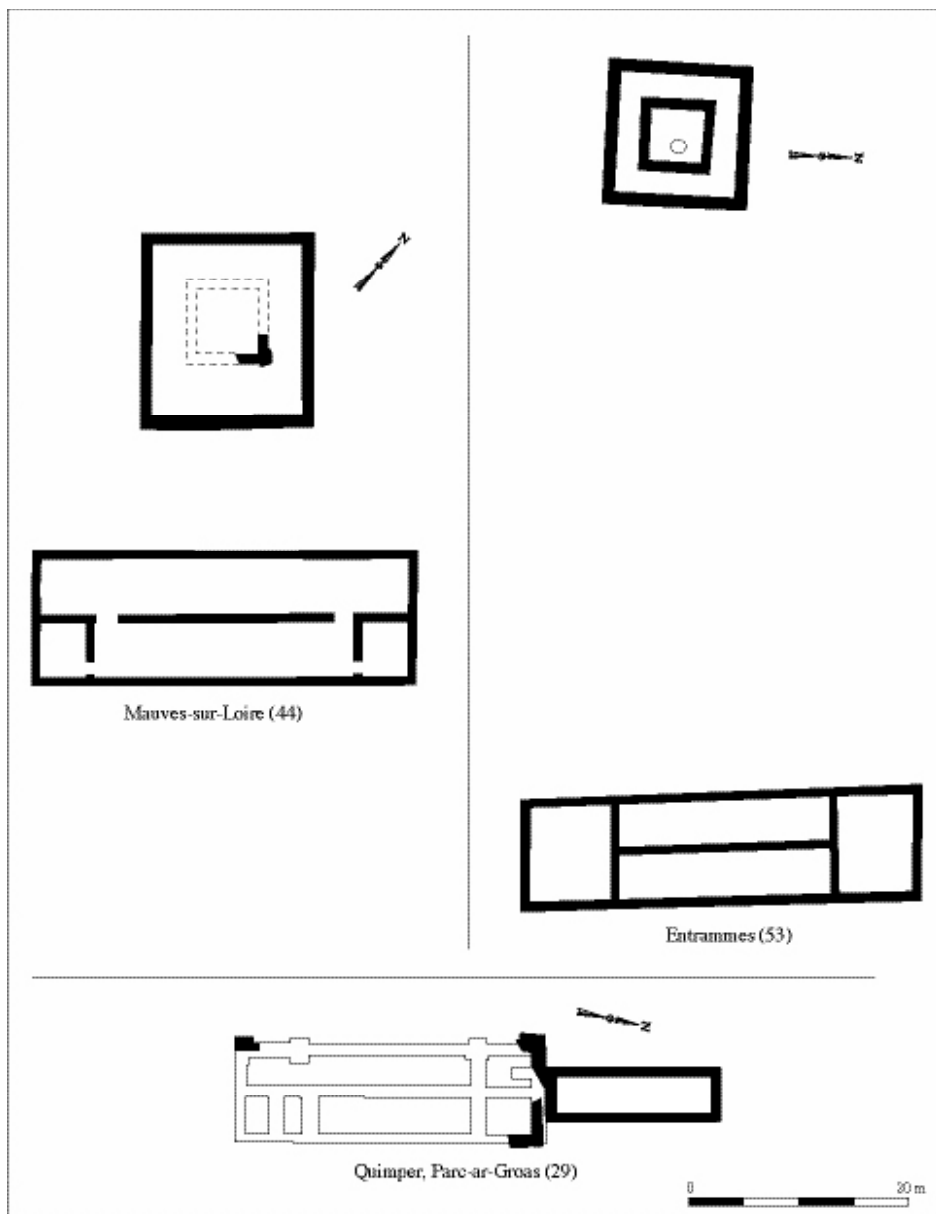 N
N
Mauves-sur-Loire (44)
Entrammes (53)
N
Quimper, Parc-ar-Groas (29)
0 20 m